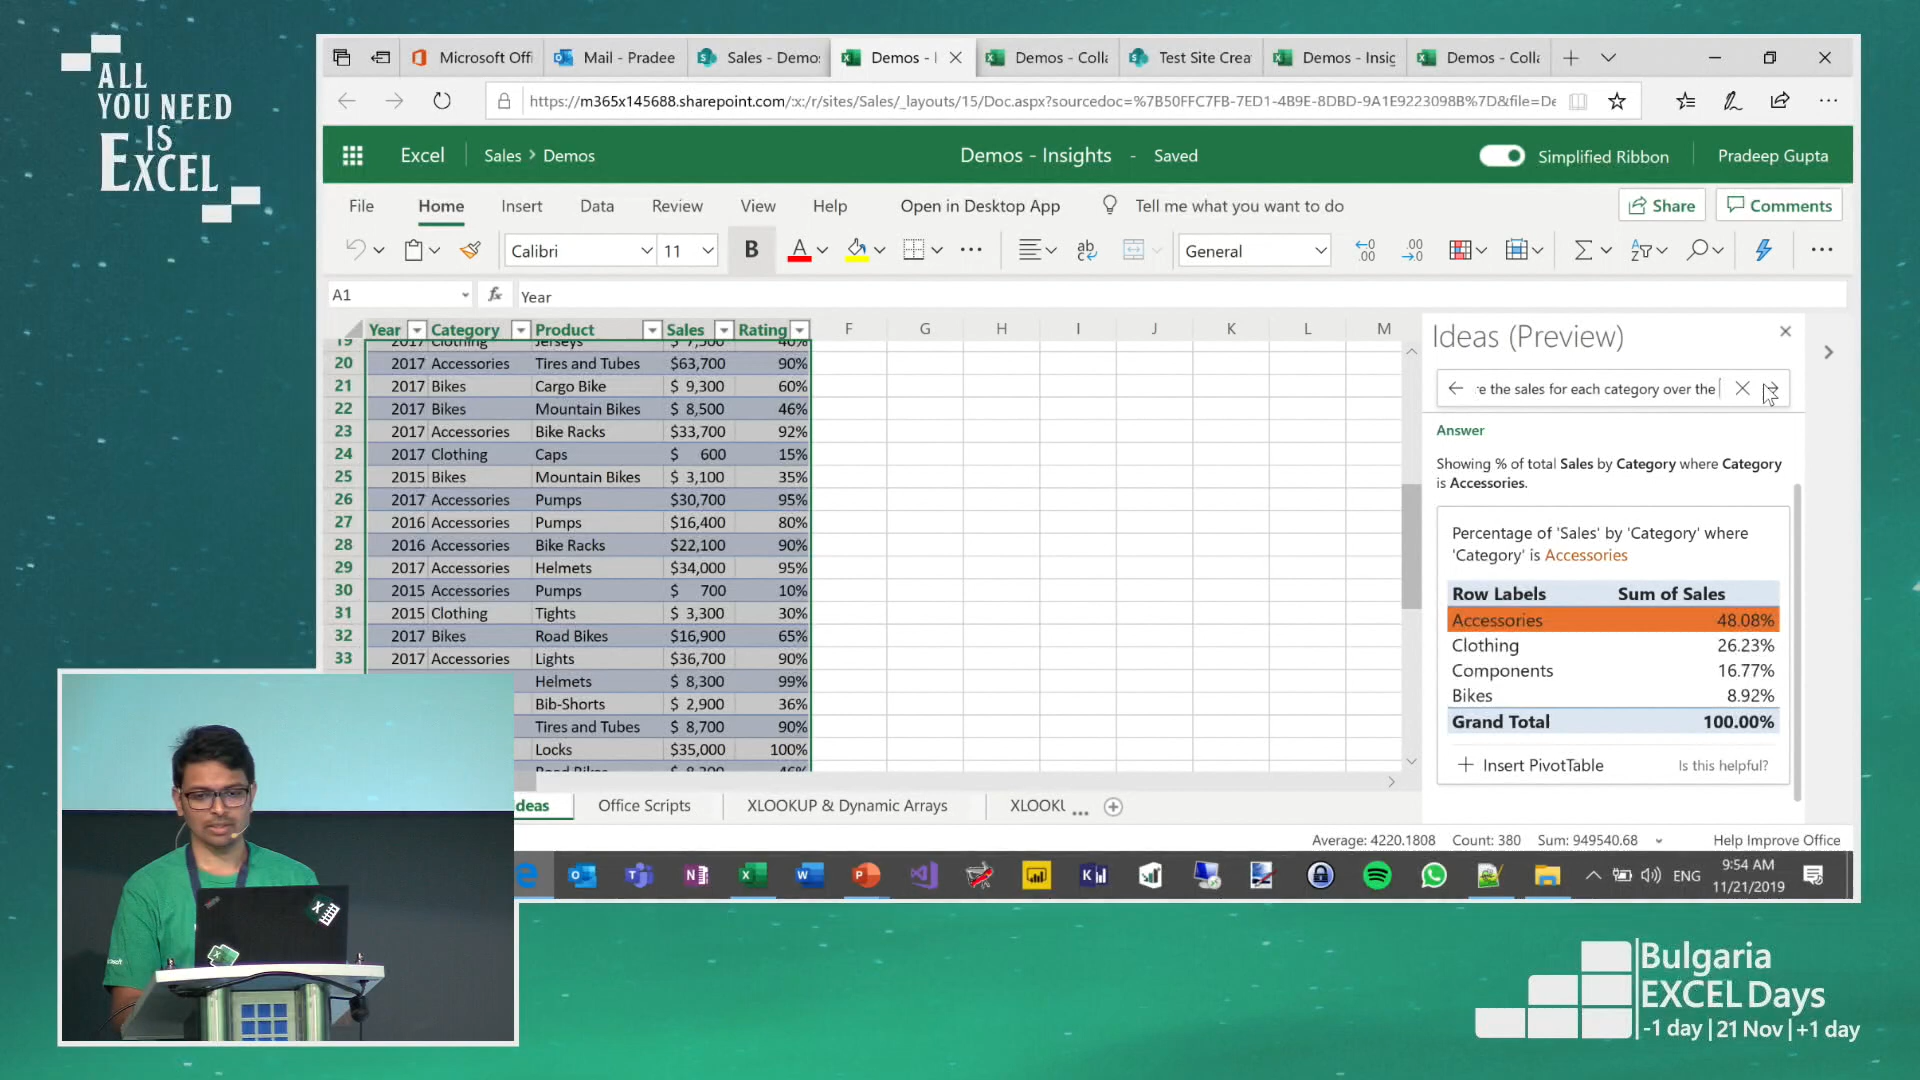 ALL
YOU NEED
IS
EXCEL
Microsoft Offi
Mail - Pradee
Sales - Demo
Demos - I
Demos - Colla
Test Site Crea
Demos - Insig
Demos - Colla
https://m365x145688.sharepoint.com/:x:/r/sites/Sales/_layouts/15/Doc.aspx?sourcedoc=%7B50FFC7FB-7ED1-4B9E-8DBD-9A1E9223098B%7D&file=De
Excel
Sales > Demos
Demos - Insights - Saved
Simplified Ribbon
Pradeep Gupta
File Home Insert Data Review View Help Open in Desktop App Tell me what you want to do
Share
Comments
Calibri 11 B A ab General
A1 fx Year
Year Category Product Sales Rating F G H I J K L M
19 2017 Clothing Jerseys $ 7,500 40%
20 2017 Accessories Tires and Tubes $63,700 90%
21 2017 Bikes Cargo Bike $ 9,300 60%
22 2017 Bikes Mountain Bikes $ 8,500 46%
23 2017 Accessories Bike Racks $33,700 92%
24 2017 Clothing Caps $ 600 15%
25 2015 Bikes Mountain Bikes $ 3,100 35%
26 2017 Accessories Pumps $30,700 95%
27 2016 Accessories Pumps $16,400 80%
28 2016 Accessories Bike Racks $22,100 90%
29 2017 Accessories Helmets $34,000 95%
30 2015 Accessories Pumps $ 700 10%
31 2015 Clothing Tights $ 3,300 30%
32 2017 Bikes Road Bikes $16,900 65%
33 2017 Accessories Lights $36,700 90%
Helmets $ 8,300 99%
Bib-Shorts $ 2,900 36%
Tires and Tubes $ 8,700 90%
Locks $35,000 100%
Road Bikes
Ideas (Preview)
re the sales for each category over the
Answer
Showing % of total Sales by Category where Category
is Accessories.
Percentage of 'Sales' by 'Category' where
'Category' is Accessories
Row Labels Sum of Sales
Accessories 48.08%
Clothing 26.23%
Components 16.77%
Bikes 8.92%
Grand Total 100.00%
Insert PivotTable
Is this helpful?
deas
Office Scripts
XLOOKUP & Dynamic Arrays
XLOOKU ...
Average: 4220.1808 Count: 380 Sum: 949540.68
Help Improve Office
ENG
9:54 AM
11/21/2019
Bulgaria
EXCEL Days
-1 day | 21 Nov | +1 day